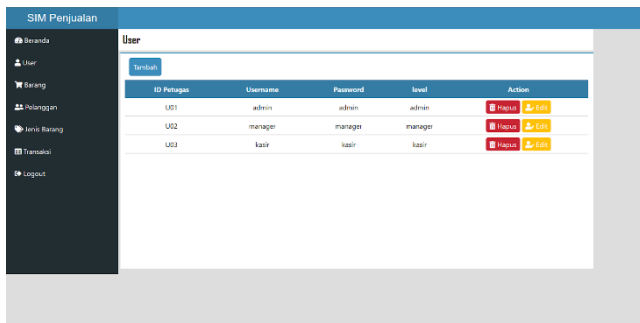 SIM Penjualan
Beranda
User
Barang
Pelanggan
Jenis Barang
Transaksi
Logout
User
Tambah
ID Petugas Username Password level Action
U01 admin admin admin Hapus Edit
U02 manager manager manager Hapus Edit
U03 kasir kasir kasir Hapus Edit